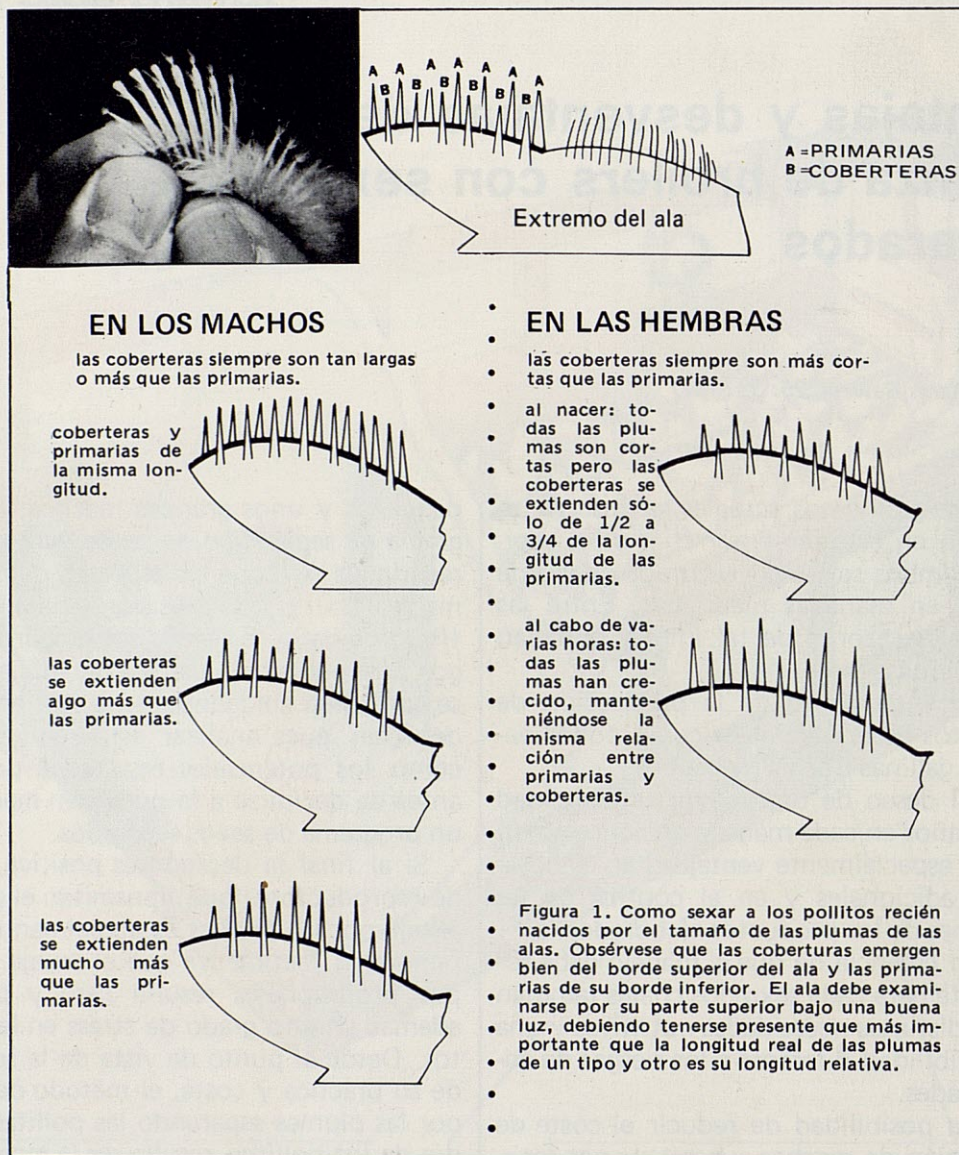 A A A A A A A
B B B B B B
A =PRIMARIAS
B =COBERTERAS
Extremo del ala
EN LOS MACHOS
las coberteras siempre son tan largas
o más que las primarias.
coberteras y
primarias de
la misma lon-
gitud.
las coberteras
se extienden
algo más que
las primarias.
las coberteras
se extienden
mucho más
que las pri-
marias.
EN LAS HEMBRAS
las coberteras siempre son más cor-
tas que las primarias.
al nacer: to-
das las plu-
mas son cor-
tas pero las
coberteras se
extienden só-
lo de 1/2 a
3/4 de la lon-
gitud de las
primarias.
al cabo de va-
rias horas: to-
das las plu-
mas han cre-
cido, mante-
niéndose la
misma rela-
ción entre
primarias y
coberteras.
Figura 1. Como sexar a los pollitos recién
nacidos por el tamaño de las plumas de las
alas. Obsérvese que las coberturas emergen
bien del borde superior del ala y las prima-
rias de su borde inferior. El ala debe exami-
narse por su parte superior bajo una buena
luz, debiendo tenerse presente que más im-
portante que la longitud real de las plumas
de un tipo y otro es su longitud relativa.